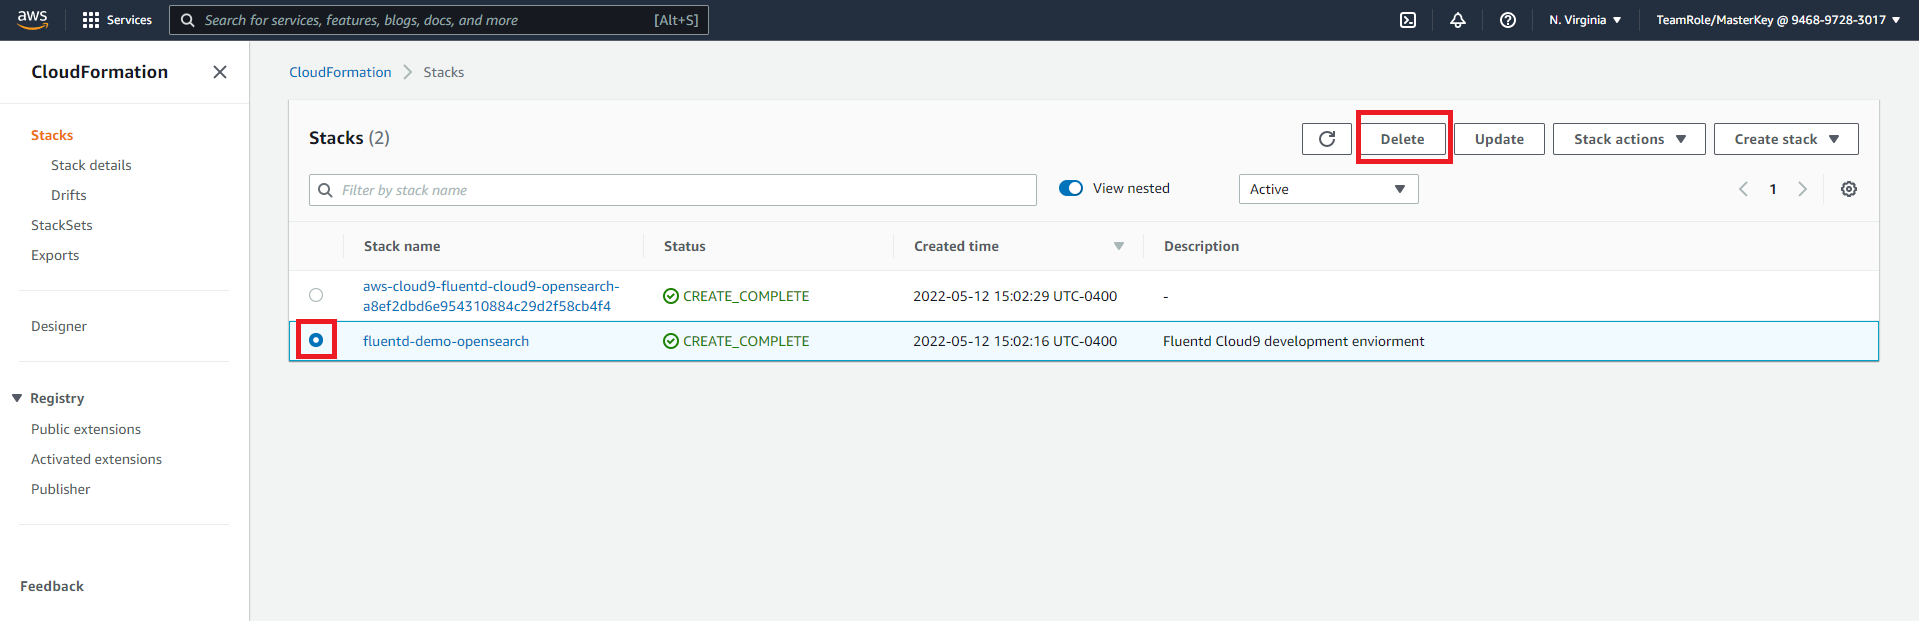 aws Services Search for services, features, blogs, docs, and more [Alt+S] N. Virginia TeamRole/MasterKey @ 9468-9728-3017
CloudFormation
Stacks
Stack details
Drifts
StackSets
Exports
Designer
Registry
Public extensions
Activated extensions
Publisher
Feedback
CloudFormation Stacks
Stacks (2) Delete Update Stack actions Create stack
Filter by stack name View nested Active 1
Stack name Status Created time Description
aws-cloud9-fluentd-cloud9-opensearch-
a8ef2dbd6e954310884c29d2f58cb4f4 CREATE_COMPLETE 2022-05-12 15:02:29 UTC-0400 -
fluentd-demo-opensearch CREATE_COMPLETE 2022-05-12 15:02:16 UTC-0400 Fluentd Cloud9 development enviorment